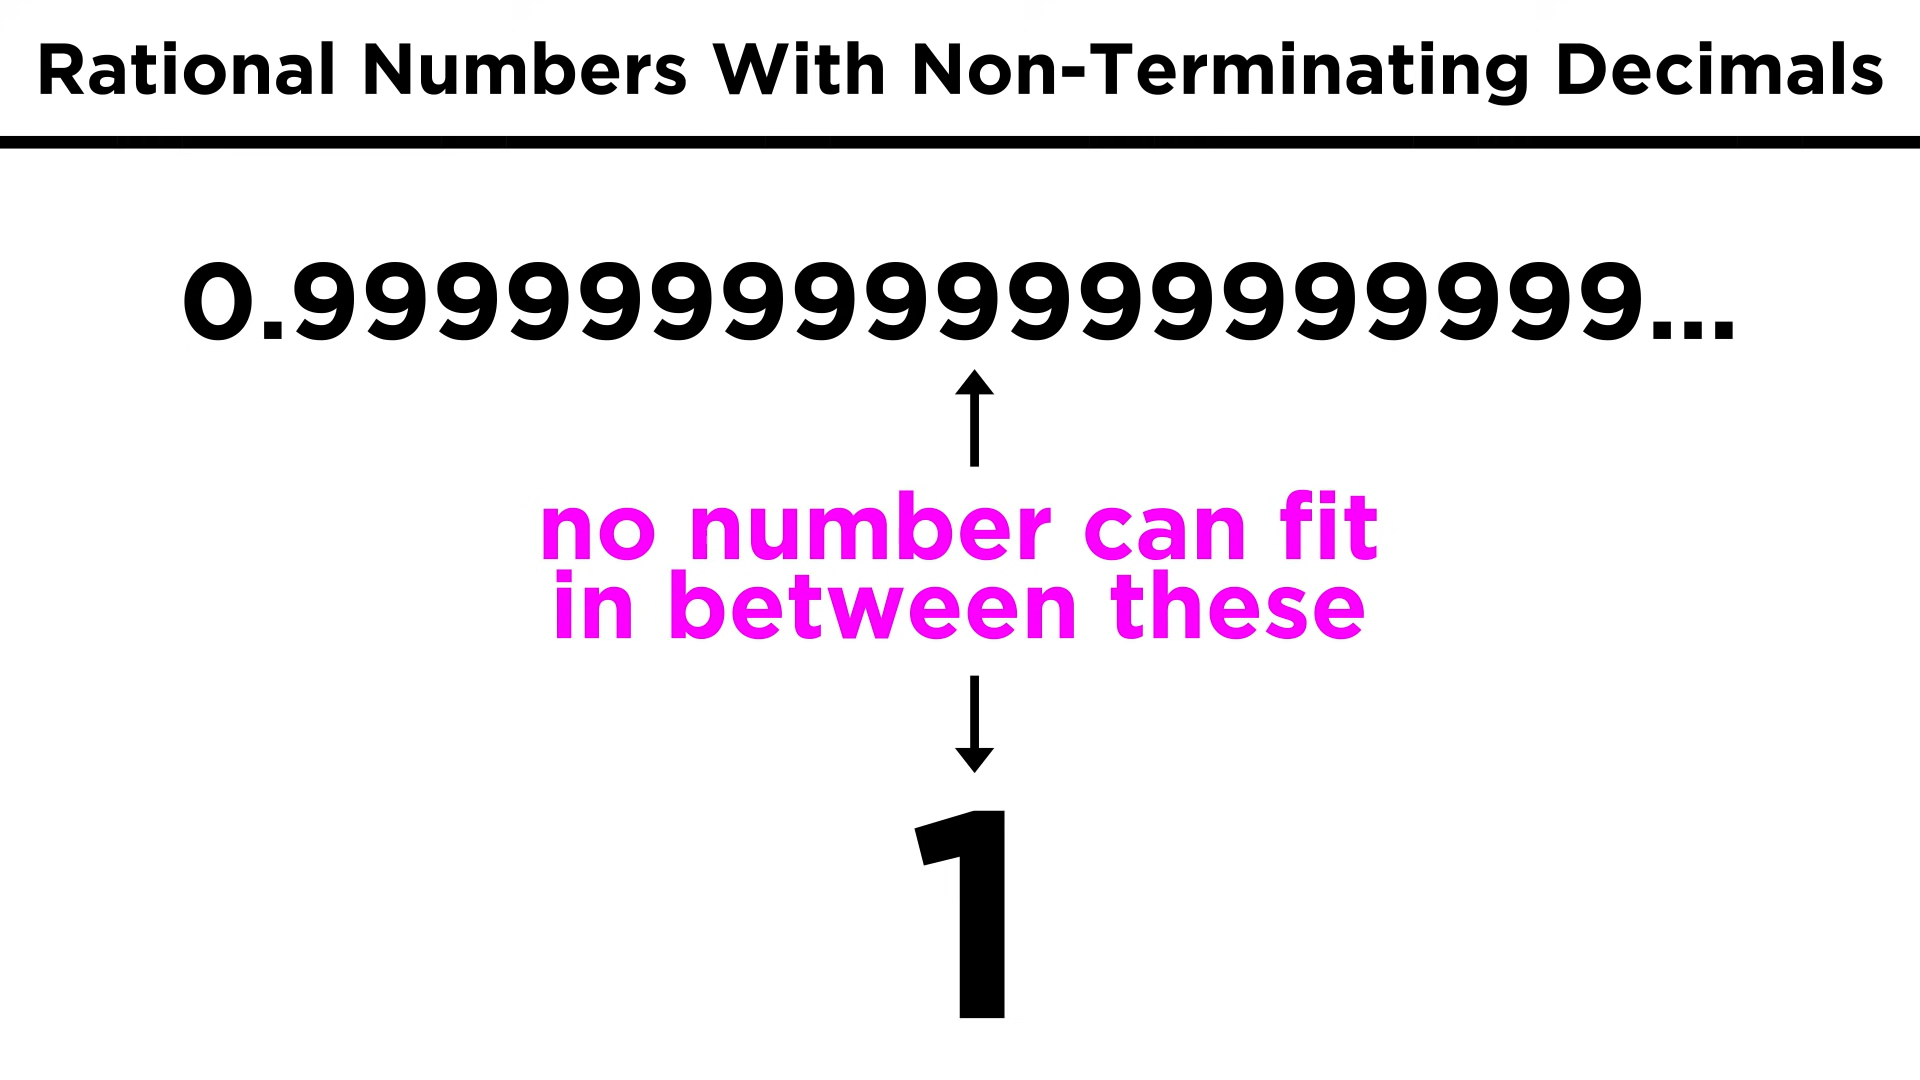 Rational Numbers With Non-Terminating Decimals
0.9999999999999999999...
no number can fit
in between these
1